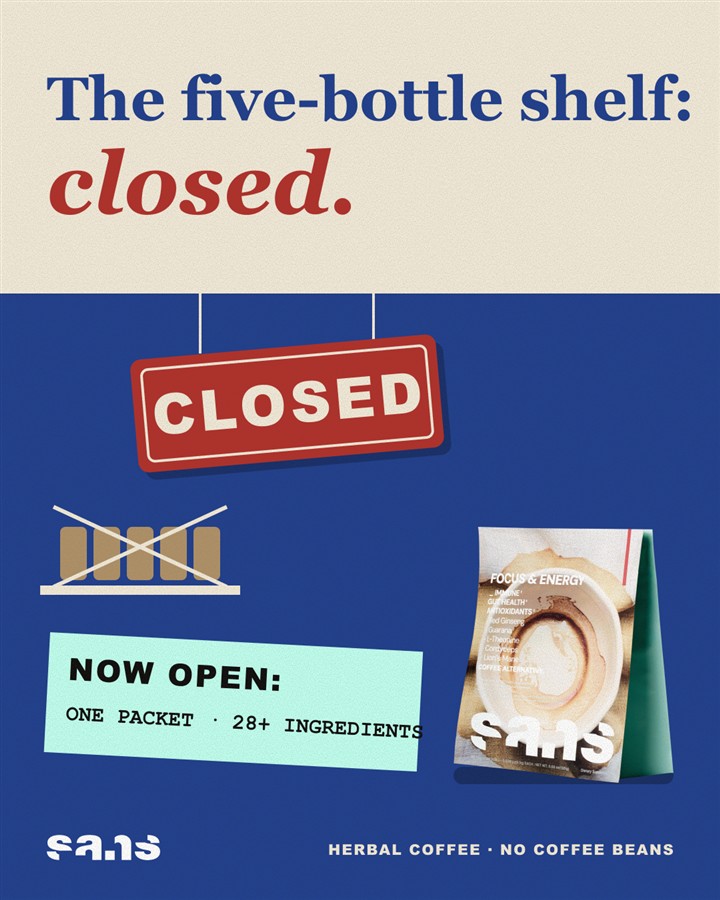 The five-bottle shelf:
closed.
CLOSED
NOW OPEN:
ONE PACKET · 28+ INGREDIENTS
FOCUS & ENERGY
IMMUNE
GUT HEALTH
ANTIOXIDANTS
Red Ginseng
Guarana
L-Theanine
Cordyceps
Lion's Mane
COFFEE ALTERNATIVE
sans
sans
HERBAL COFFEE · NO COFFEE BEANS